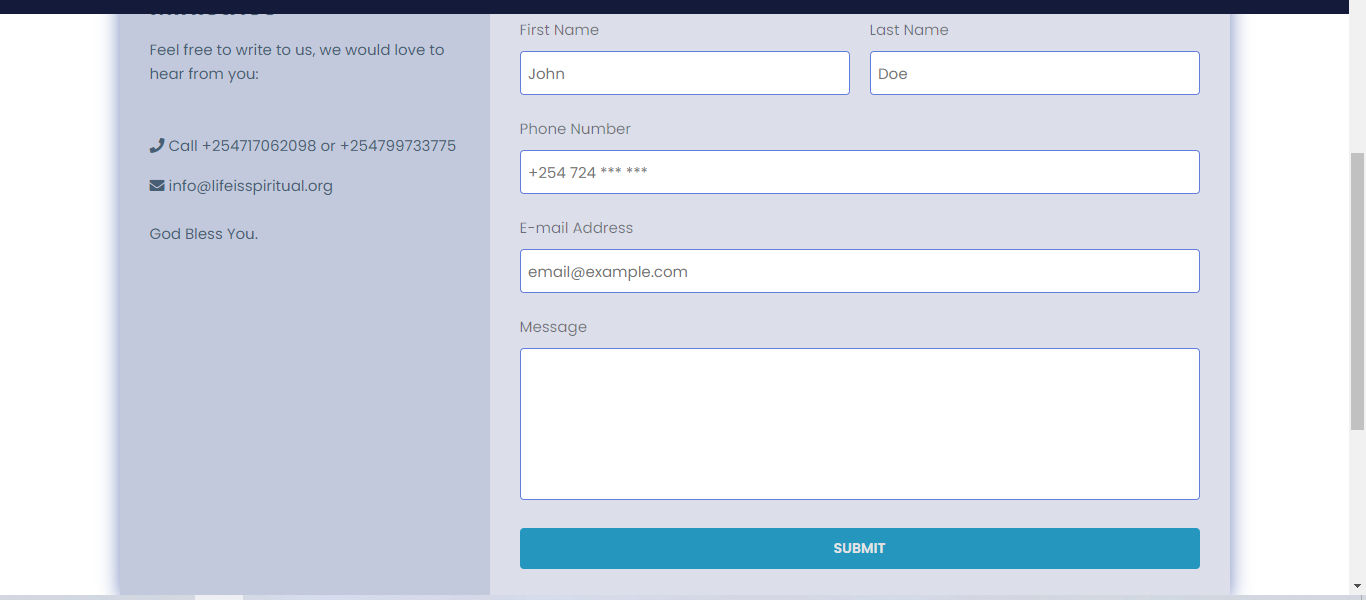 Feel free to write to us, we would love to
hear from you:
Call +254717062098 or +254799733775
info@lifeisspiritual.org
God Bless You.
First Name
Last Name
John
Doe
Phone Number
+254 724 *** ***
E-mail Address
email@example.com
Message
SUBMIT